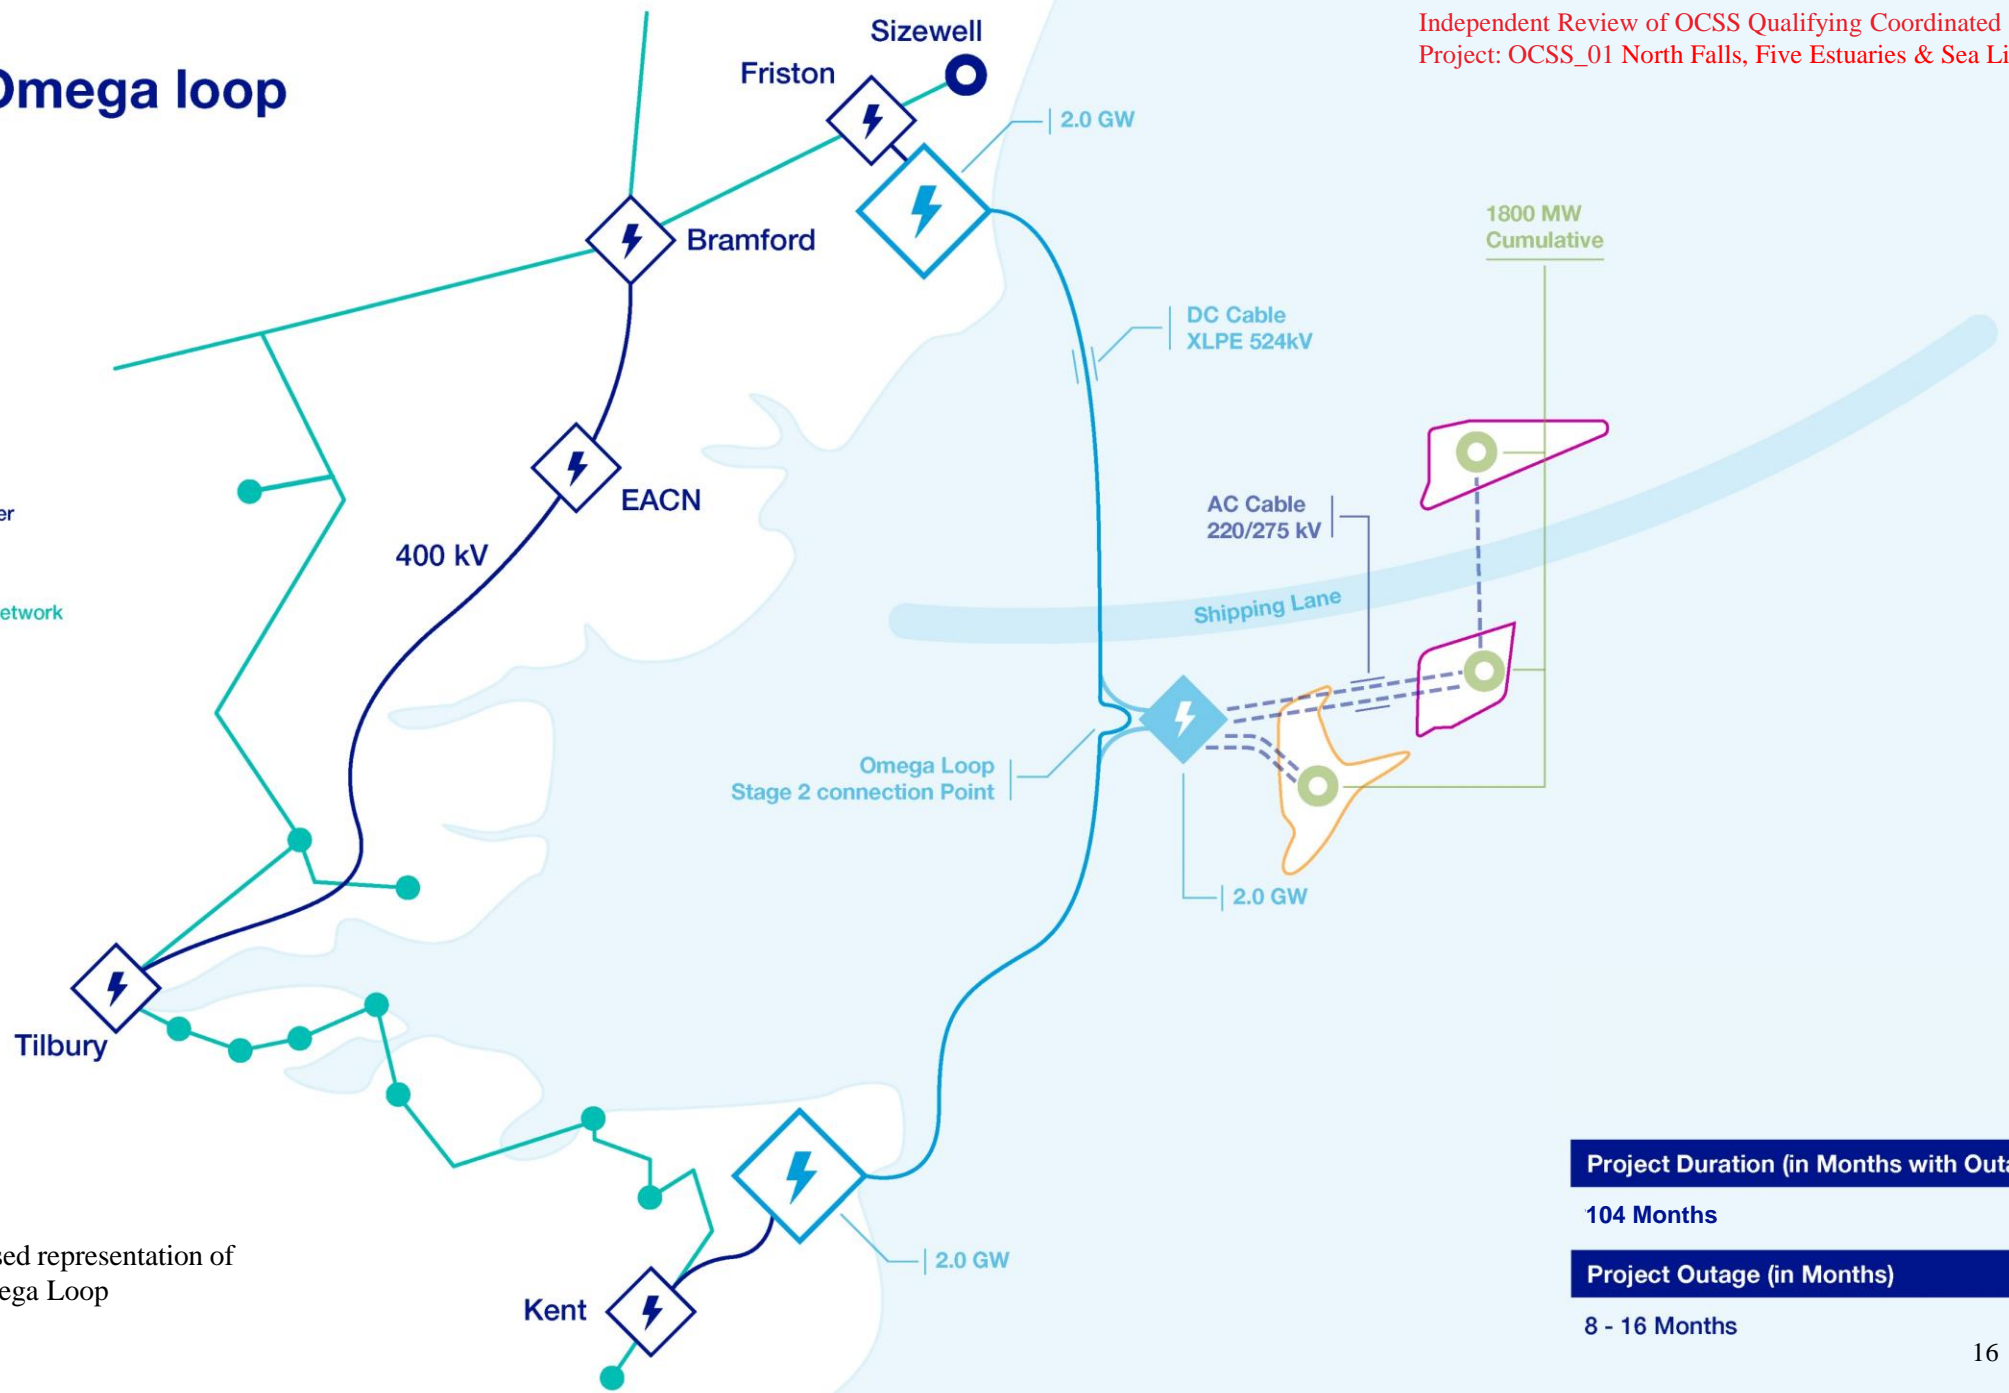 Independent Review of OCSS Qualifying Coordinated
Project: OCSS_01 North Falls, Five Estuaries & Sea Li
Omega loop
Sizewell
Friston
2.0 GW
Bramford
1800 MW
Cumulative
DC Cable
XLPE 524kV
EACN
AC Cable
220/275 kV
er
400 kV
etwork
Shipping Lane
Omega Loop
Stage 2 connection Point
2.0 GW
Tilbury
Project Duration (in Months with Outa
104 Months
sed representation of
ega Loop
2.0 GW
Project Outage (in Months)
Kent
8 - 16 Months
16